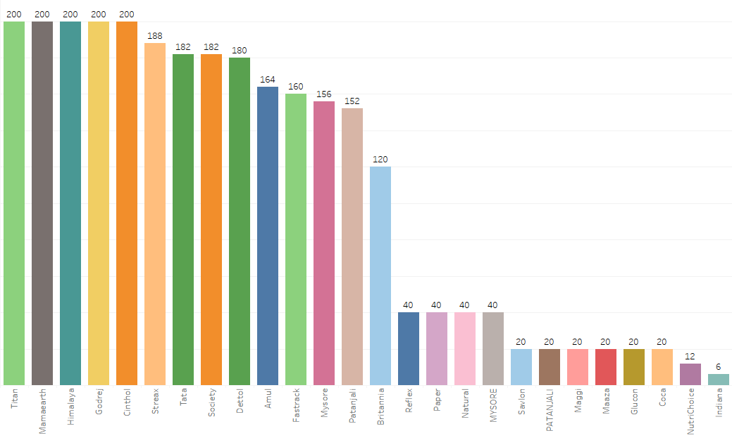 200 200 200 200 200 188 182 182 180 164 160 156 152 120 40 40 40 40 20 20 20 20 20 20 12 6
Titan Mamaearth Himalaya Godrej Cinthol Streax Tata Society Dettol Amul Fastrack Mysore Patanjali Britannia Reflex Paper Natural MYSORE Savlon PATANJALI Maggi Maaza Glucon Coca NutriChoice Indiana